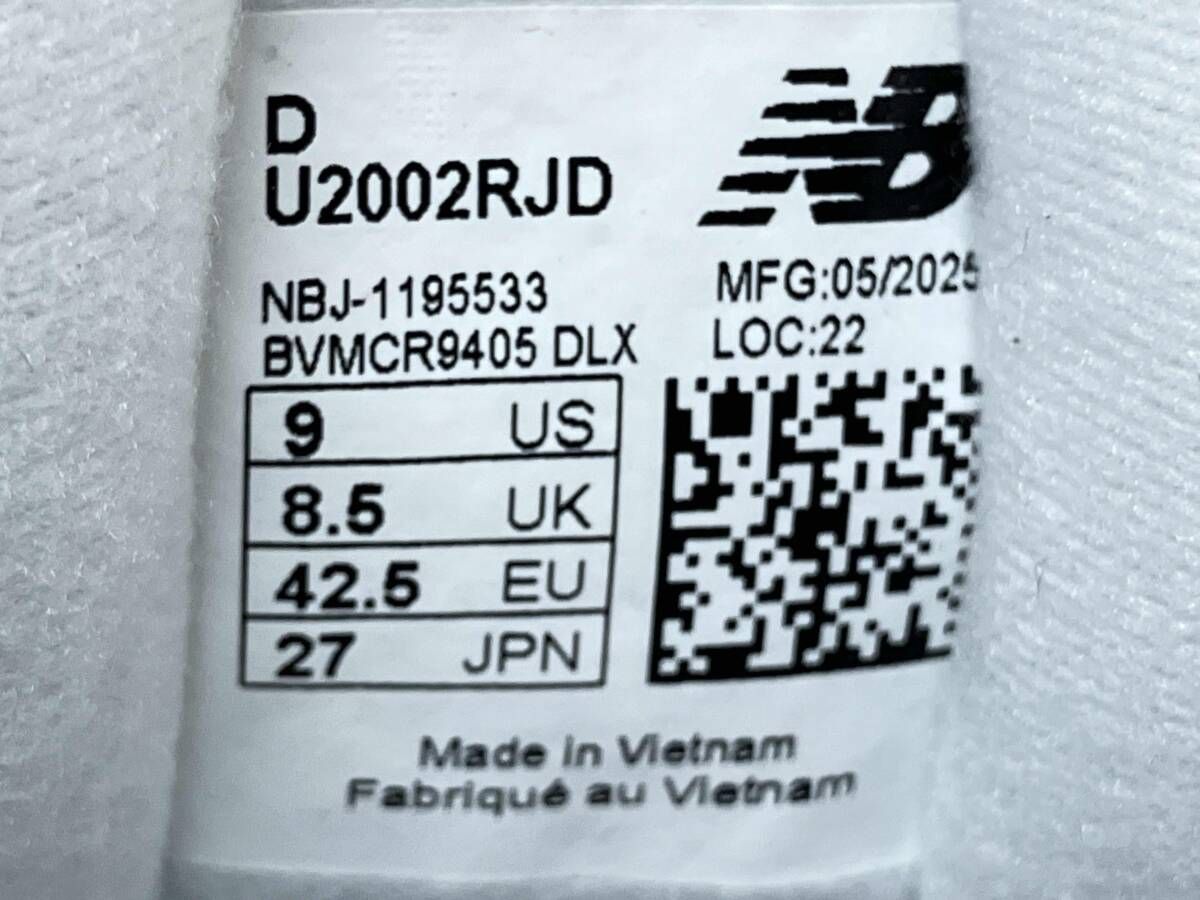 D
U2002RJD
NB
NBJ-1195533
BVMCR9405 DLX
MFG:05/2025
LOC:22
9 US
8.5 UK
42.5 EU
27 JPN
Made in Vietnam
Fabriqué au Vietnam